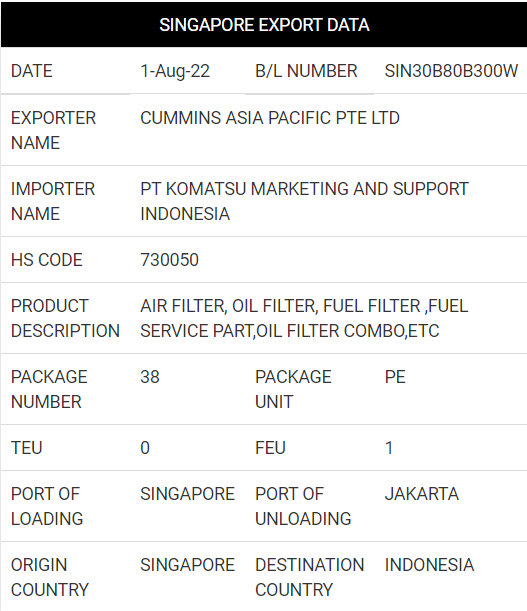 SINGAPORE EXPORT DATA
DATE 1-Aug-22 B/L NUMBER SIN30B80B300W
EXPORTER NAME CUMMINS ASIA PACIFIC PTE LTD
IMPORTER NAME PT KOMATSU MARKETING AND SUPPORT INDONESIA
HS CODE 730050
PRODUCT DESCRIPTION AIR FILTER, OIL FILTER, FUEL FILTER ,FUEL SERVICE PART,OIL FILTER COMBO,ETC
PACKAGE NUMBER 38 PACKAGE UNIT PE
TEU 0 FEU 1
PORT OF LOADING SINGAPORE PORT OF UNLOADING JAKARTA
ORIGIN COUNTRY SINGAPORE DESTINATION COUNTRY INDONESIA